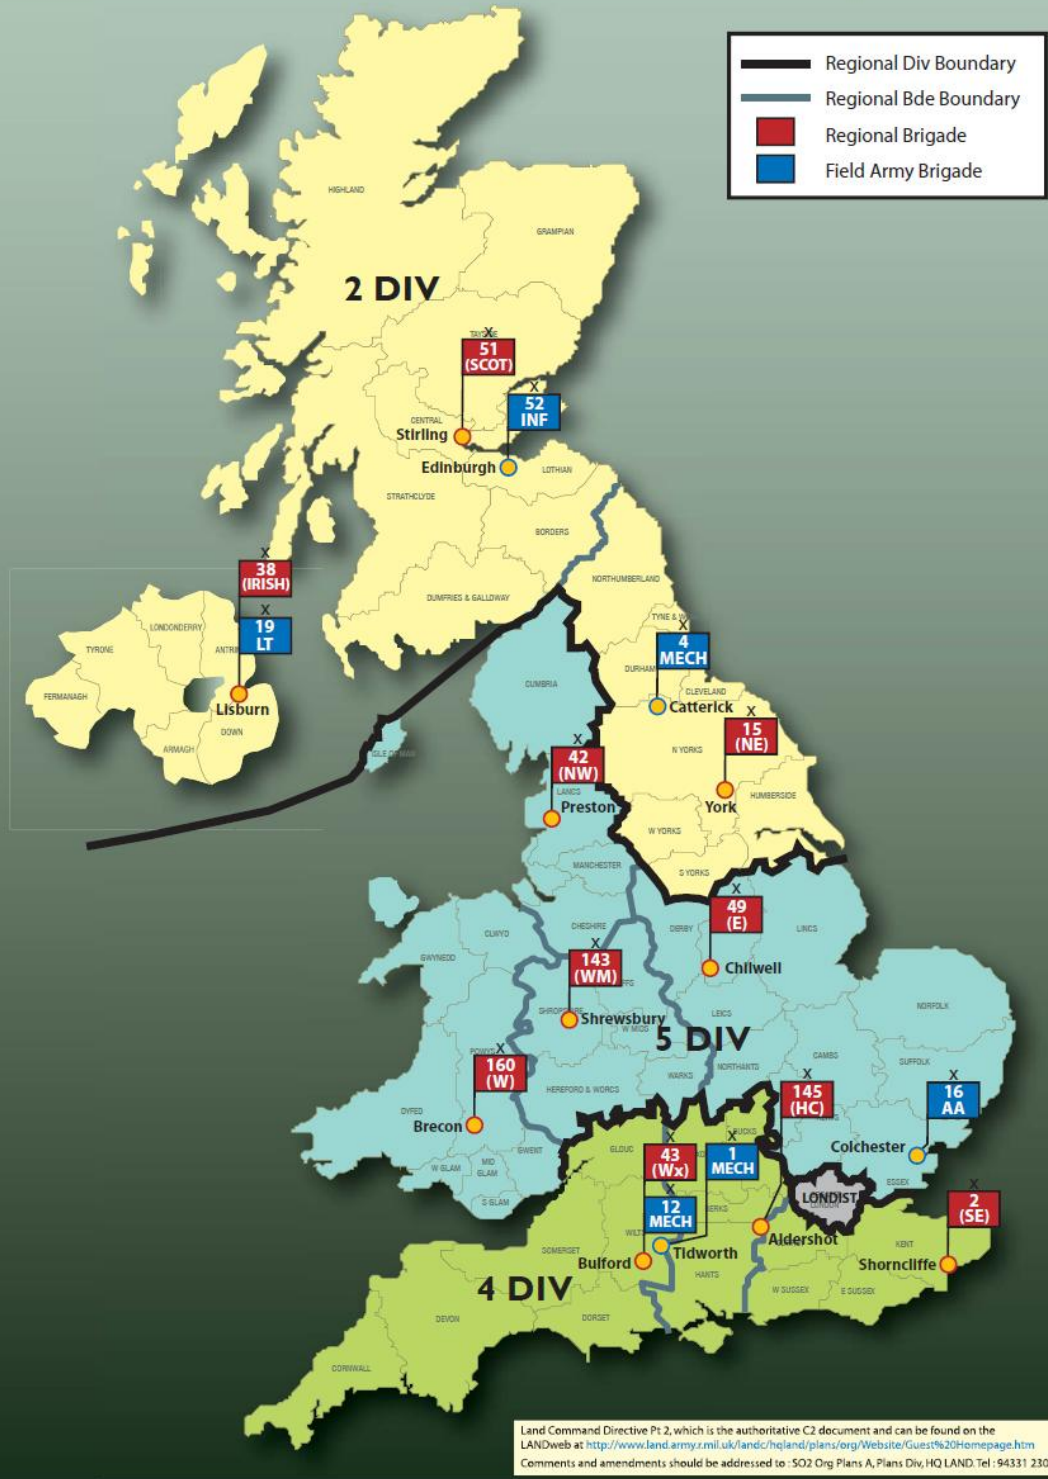 Regional Div Boundary
Regional Bde Boundary
Regional Brigade
Field Army Brigade
HIGHLAND
GRAMPIAN
2 DIV
X
51
(SCOT)
X
52
INF
CENTRAL
Stirling
Edinburgh
LOTHIAN
STRATHCLYDE
BORDERS
X
38
(IRISH)
NORTHUMBERLAND
DUMFRIES & GALLOWAY
X
19
LT
LONDONDERRY
TYRONE
X
4
MECH
DURHAM
FERMANAGH
CUMBRIA
CLEVELAND
Lisburn
Catterick
DOWN
ARMAGH
X
15
(NE)
N YORKS
X
42
(NW)
LANCS
Preston
York
HUMBERSIDE
W YORKS
MANCHESTER
S YORKS
X
49
(E)
CHESHIRE
DERBY
LINCS
CLWYD
GWYNEDD
X
143
(WM)
Chilwell
NORFOLK
LEICS
Shrewsbury
W MIDS
5 DIV
CAMBS
SUFFOLK
X
160
(W)
WARKS
NORTHANTS
HEREFORD & WORCS
X
145
(HC)
X
16
AA
DYFED
Brecon
Colchester
GLOUC
GWENT
X
43
(Wx)
X
1
MECH
W GLAM
MID
GLAM
S-GLAM
ESSEX
LONDIST
X
12
MECH
X
2
(SE)
SOMERSET
Aldershot
KENT
Bulford
Tidworth
Shorncliffe
HANTS
W SUSSEX
E SUSSEX
4 DIV
DEVON
DORSET
CORNWALL
Land Command Directive Pt 2, which is the authoritative C2 document and can be found on the
LANDweb at http://www.land.army.r.mil.uk/landc/hqland/plans/org/Website/Guest%20Homepage.htm
Comments and amendments should be addressed to : SO2 Org Plans A, Plans Div, HQ LAND. Tel : 94331 230